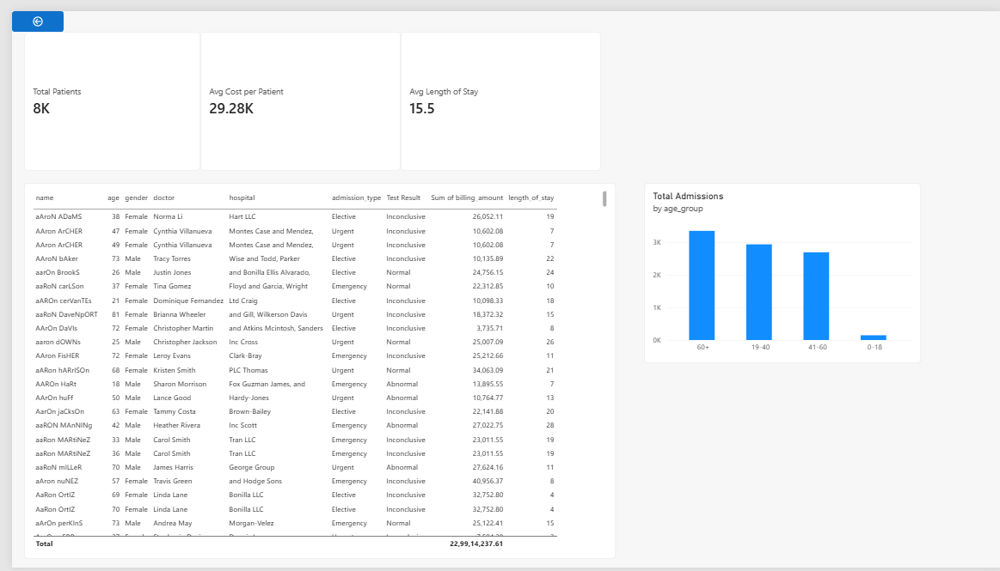 Total Patients
8K
Avg Cost per Patient
29.28K
Avg Length of Stay
15.5
name age gender doctor hospital admission_type Test Result Sum of billing_amount length_of_stay
aAroN ADaMS 38 Female Norma Li Hart LLC Elective Inconclusive 26,052.11 19
AAron ArCHER 47 Female Cynthia Villanueva Montes Case and Mendez, Urgent Inconclusive 10,602.08 7
AAron ArCHER 49 Female Cynthia Villanueva Montes Case and Mendez, Urgent Inconclusive 10,602.08 7
AAroN bAker 73 Male Tracy Torres Wise and Todd, Parker Elective Inconclusive 10,135.89 22
aarOn BrookS 26 Male Justin Jones and Bonilla Ellis Alvarado, Elective Normal 24,756.15 24
aaRoN carLSon 37 Female Tina Gomez Floyd and Garcia, Wright Emergency Normal 22,312.85 10
aAROn cerVanTEs 21 Female Dominique Fernandez Ltd Craig Elective Inconclusive 10,098.33 18
aaRoN DaveNpORT 81 Female Brianna Wheeler and Gill, Wilkerson Davis Urgent Inconclusive 18,372.32 15
AArOn DaVIs 72 Female Christopher Martin and Atkins Mcintosh, Sanders Elective Inconclusive 3,735.71 8
aaron dOWNs 25 Male Christopher Jackson Inc Cross Urgent Normal 25,007.09 26
AAron FisHER 72 Female Leroy Evans Clark-Bray Emergency Inconclusive 25,212.66 11
aARon hARrISOn 68 Female Kristen Smith PLC Thomas Urgent Normal 34,063.09 21
AAROn HaRt 18 Male Sharon Morrison Fox Guzman James, and Emergency Abnormal 13,895.55 7
AArOn huFf 50 Male Lance Good Hardy-Jones Urgent Abnormal 10,764.77 13
AarOn jaCksOn 63 Female Tammy Costa Brown-Bailey Elective Inconclusive 22,141.88 20
aaRON MAnNINg 42 Male Heather Rivera Inc Scott Emergency Abnormal 27,022.75 28
aaRon MARtiNeZ 33 Male Carol Smith Tran LLC Emergency Inconclusive 23,011.55 19
aaRon MARtiNeZ 36 Male Carol Smith Tran LLC Emergency Inconclusive 23,011.55 19
aaRoN mILLeR 70 Male James Harris George Group Urgent Abnormal 27,624.16 11
aAron nuNEZ 57 Female Travis Green and Hodge Sons Emergency Inconclusive 40,956.37 8
AaRon OrtIZ 69 Female Linda Lane Bonilla LLC Elective Inconclusive 32,752.80 4
AaRon OrtIZ 70 Female Linda Lane Bonilla LLC Elective Inconclusive 32,752.80 4
aArOn perKInS 73 Male Andrea May Morgan-Velez Emergency Normal 25,122.41 15
Total 22,99,14,237.61
Total Admissions
by age_group
3K
2K
1K
0K
60+ 19-40 41-60 0-18